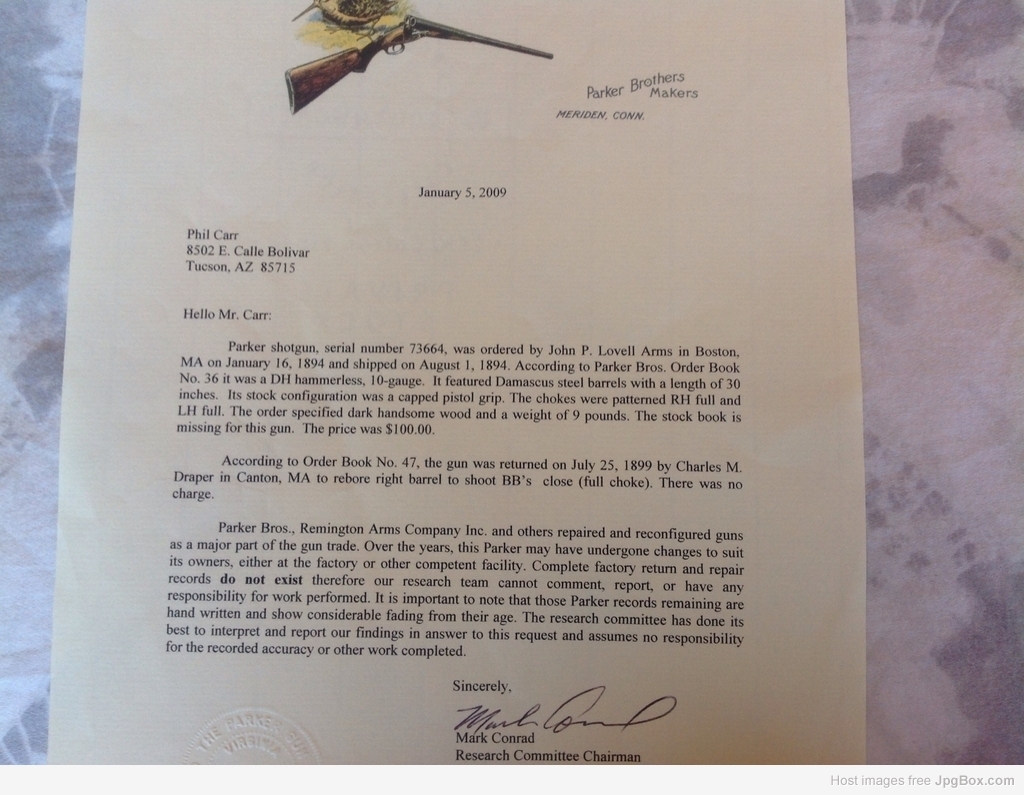 Parker Brothers
Makers
MERIDEN, CONN.
January 5, 2009
Phil Carr
8502 E. Calle Bolivar
Tucson, AZ 85715
Hello Mr. Carr:
Parker shotgun, serial number 73664, was ordered by John P. Lovell Arms in Boston,
MA on January 16, 1894 and shipped on August 1, 1894. According to Parker Bros. Order Book
No. 36 it was a DH hammerless, 10-gauge. It featured Damascus steel barrels with a length of 30
inches. Its stock configuration was a capped pistol grip. The chokes were patterned RH full and
LH full. The order specified dark handsome wood and a weight of 9 pounds. The stock book is
missing for this gun. The price was $100.00.
According to Order Book No. 47, the gun was returned on July 25, 1899 by Charles M.
Draper in Canton, MA to rebore right barrel to shoot BB's close (full choke). There was no
charge.
Parker Bros., Remington Arms Company Inc. and others repaired and reconfigured guns
as a major part of the gun trade. Over the years, this Parker may have undergone changes to suit
its owners, either at the factory or other competent facility. Complete factory return and repair
records do not exist therefore our research team cannot comment, report, or have any
responsibility for work performed. It is important to note that those Parker records remaining are
hand written and show considerable fading from their age. The research committee has done its
best to interpret and report our findings in answer to this request and assumes no responsibility
for the recorded accuracy or other work completed.
Sincerely,
Mark Conrad
Mark Conrad
Research Committee Chairman
THE PARKER GUN
VIRGINIA
Host images free JpgBox.com